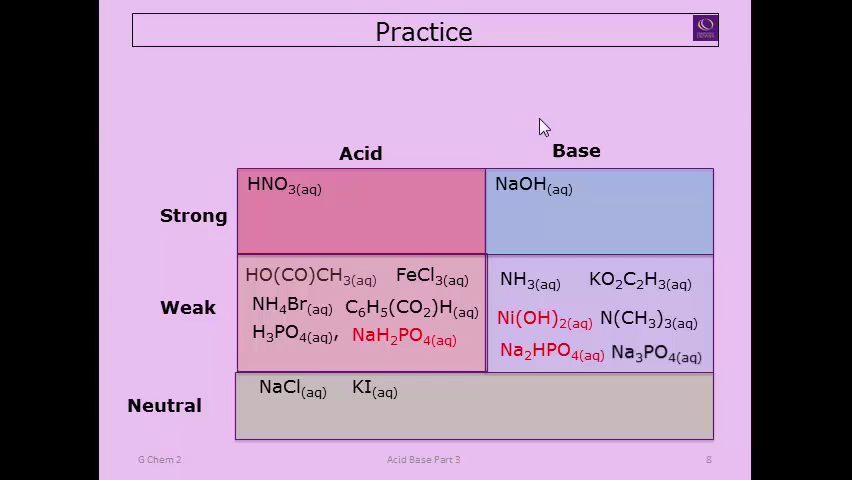 Practice
Acid Base
HNO3(aq) NaOH(aq)
Strong
HO(CO)CH3(aq) FeCl3(aq) NH3(aq) KO2C2H3(aq)
Weak NH4Br(aq) C6H5(CO2)H(aq) Ni(OH)2(aq) N(CH3)3(aq)
H3PO4(aq), NaH2PO4(aq) Na2HPO4(aq) Na3PO4(aq)
NaCl(aq) KI(aq)
Neutral
G Chem 2 Acid Base Part 3 8